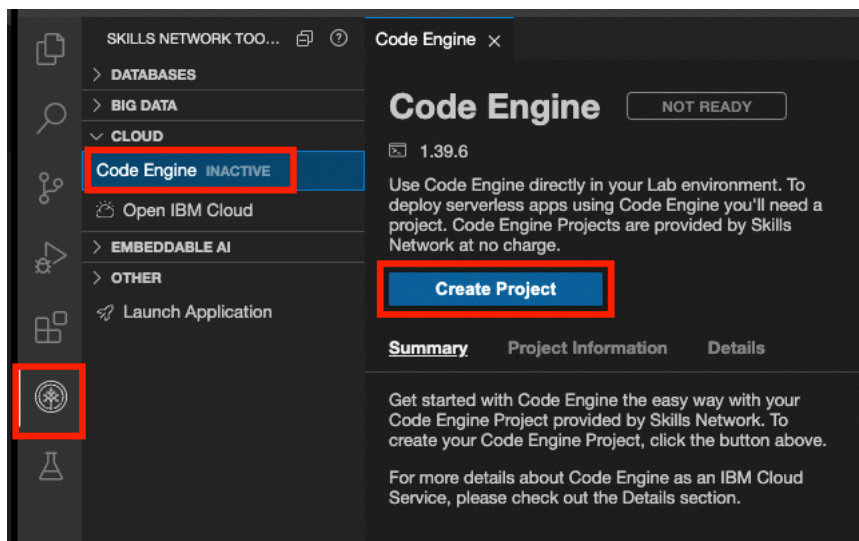 SKILLS NETWORK TOO...
DATABASES
BIG DATA
CLOUD
Code Engine INACTIVE
Open IBM Cloud
EMBEDDABLE AI
OTHER
Launch Application
Code Engine
Code Engine NOT READY
1.39.6
Use Code Engine directly in your Lab environment. To
deploy serverless apps using Code Engine you'll need a
project. Code Engine Projects are provided by Skills
Network at no charge.
Create Project
Summary Project Information Details
Get started with Code Engine the easy way with your
Code Engine Project provided by Skills Network. To
create your Code Engine Project, click the button above.
For more details about Code Engine as an IBM Cloud
Service, please check out the Details section.